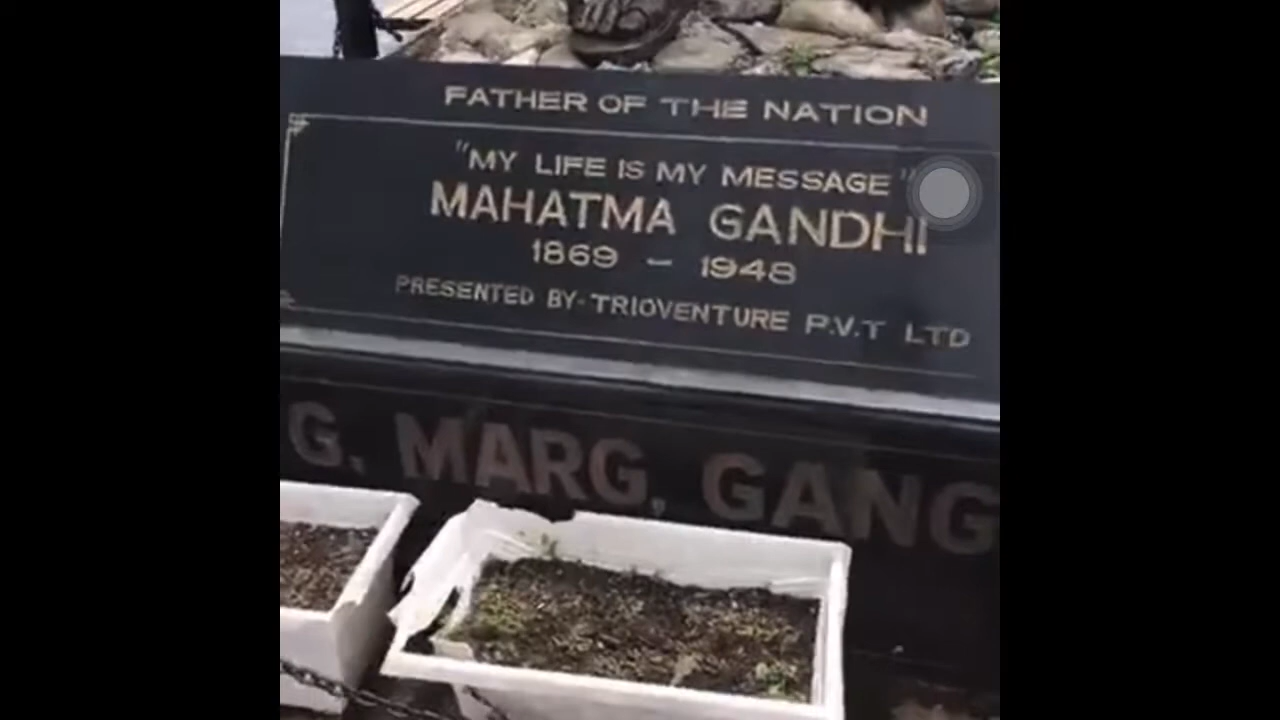 FATHER OF THE NATION
"MY LIFE IS MY MESSAGE"
MAHATMA GANDHI
1869 - 1948
PRESENTED BY- TRIOVENTURE P.V.T LTD
G. MARG, GANG